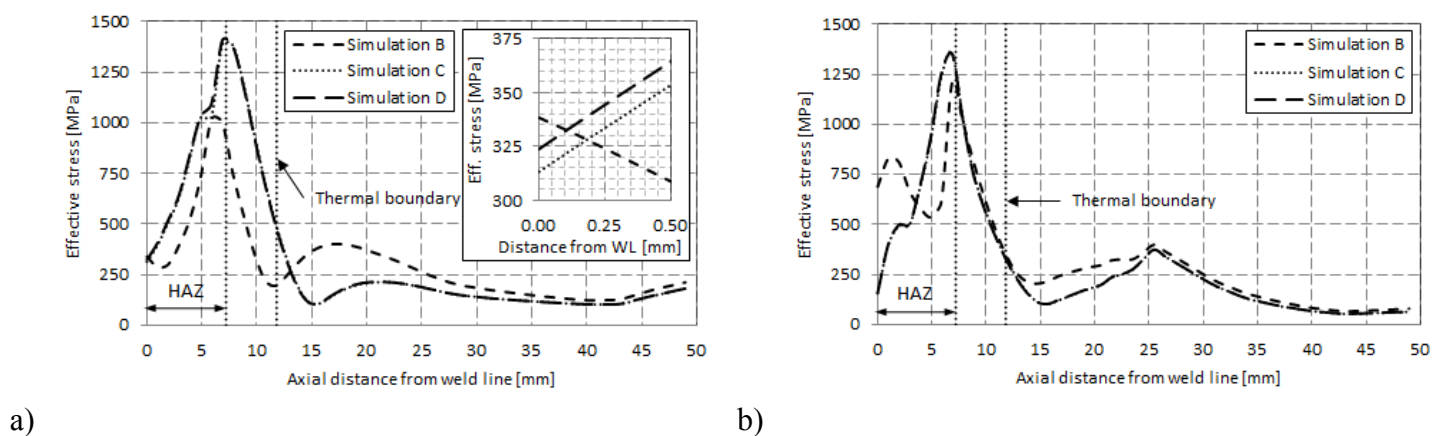 1500
1250
1000
750
500
250
0
Effective stress [MPa]
Simulation B
Simulation C
Simulation D
375
350
325
300
Eff. stress [MPa]
0.00 0.25 0.50
Distance from WL [mm]
Thermal boundary
HAZ
0 5 10 15 20 25 30 35 40 45 50
Axial distance from weld line [mm]
a)
1500
1250
1000
750
500
250
0
Effective stress [MPa]
Simulation B
Simulation C
Simulation D
Thermal boundary
HAZ
0 5 10 15 20 25 30 35 40 45 50
Axial distance from weld line [mm]
b)